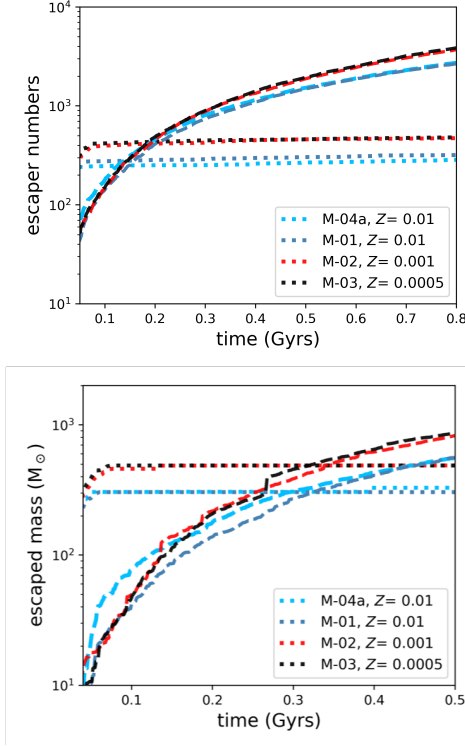 10⁴
10³
10²
10¹
escaper numbers
M-04a, Z= 0.01
M-01, Z= 0.01
M-02, Z= 0.001
M-03, Z= 0.0005
0.1 0.2 0.3 0.4 0.5 0.6 0.7 0.8
time (Gyrs)
10³
10²
10¹
escaped mass (M⊙)
M-04a, Z= 0.01
M-01, Z= 0.01
M-02, Z= 0.001
M-03, Z= 0.0005
0.1 0.2 0.3 0.4 0.5
time (Gyrs)